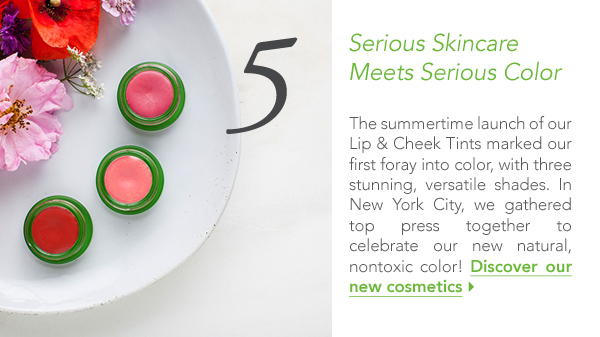 5
Serious Skincare
Meets Serious Color
The summertime launch of our
Lip & Cheek Tints marked our
first foray into color, with three
stunning, versatile shades. In
New York City, we gathered
top press together to
celebrate our new natural,
nontoxic color! Discover our
new cosmetics